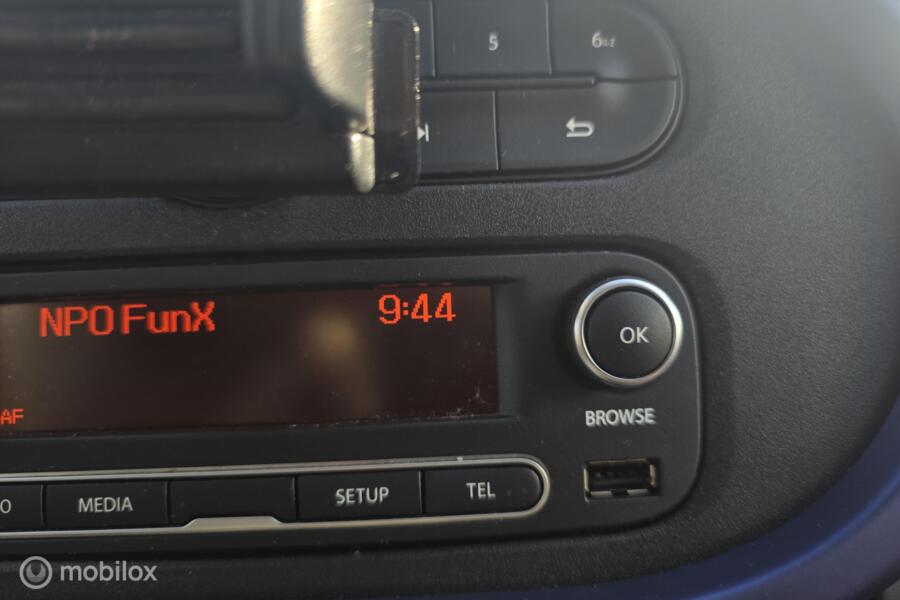 5 6
NPO FunX 9:44
OK
AF
BROWSE
MEDIA SETUP TEL
mobilox